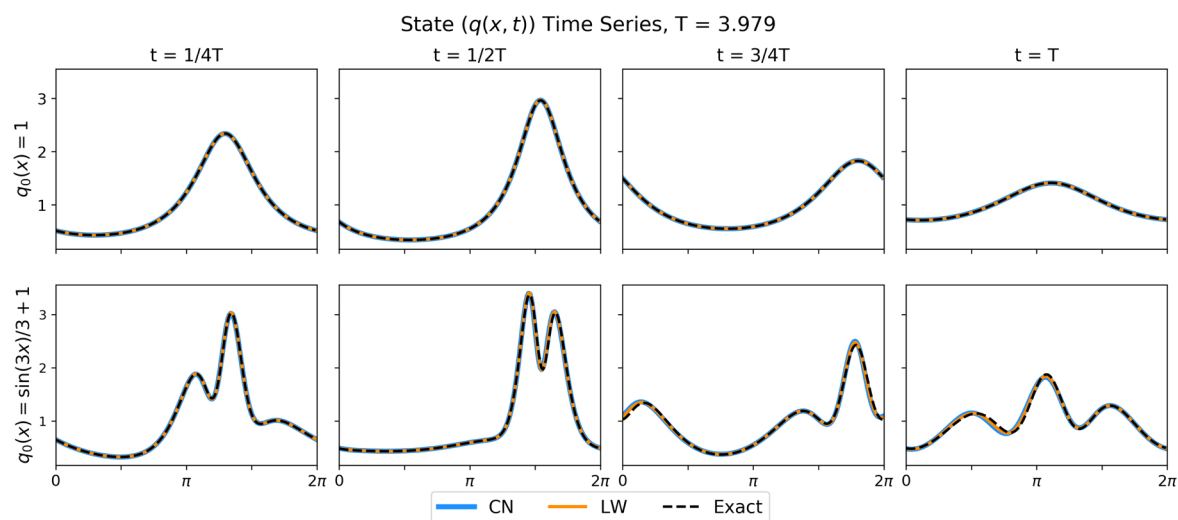 State (q(x, t)) Time Series, T = 3.979
t = 1/4T
t = 1/2T
t = 3/4T
t = T
q₀(x) = 1
3
2
1
q₀(x) = sin(3x)/3 + 1
3
2
1
0 π 2π
0 π 2π
0 π 2π
0 π 2π
CN LW Exact